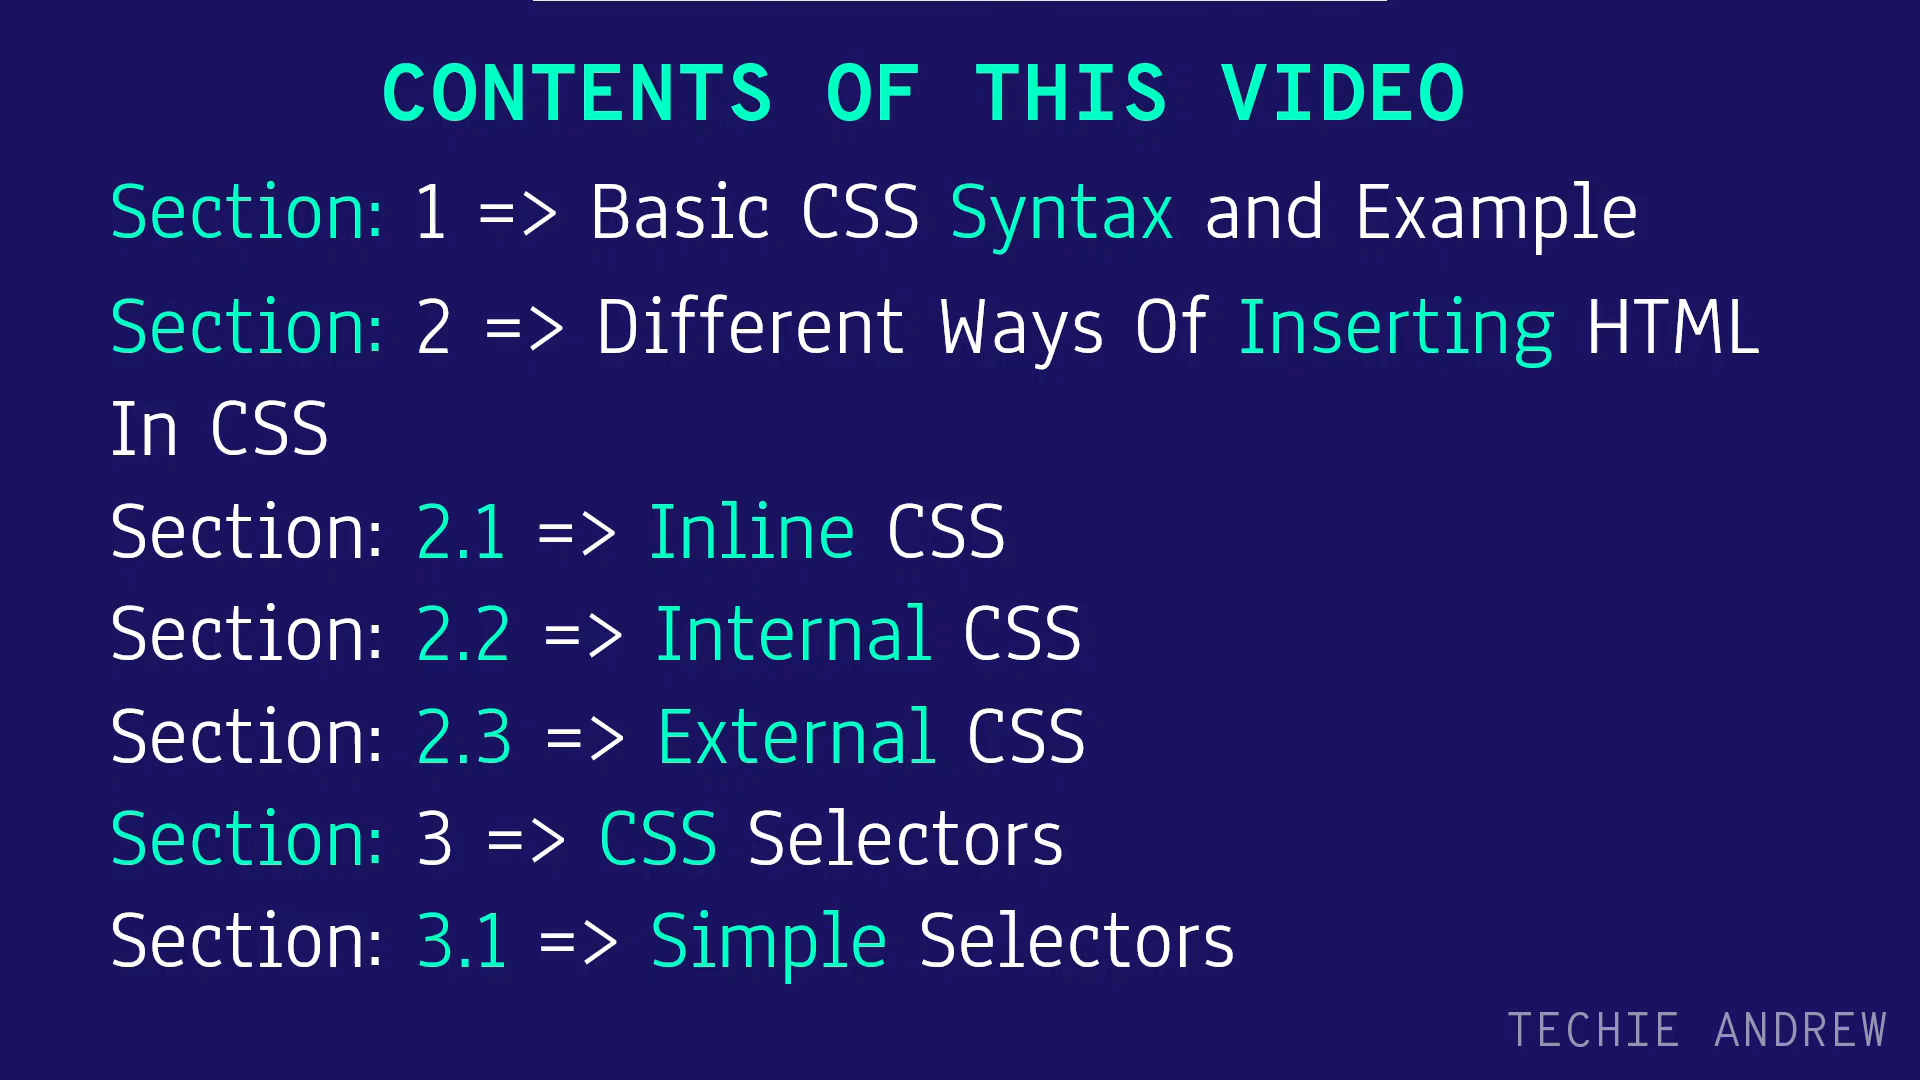 CONTENTS OF THIS VIDEO
Section: 1 => Basic CSS Syntax and Example
Section: 2 => Different Ways Of Inserting HTML
In CSS
Section: 2.1 => Inline CSS
Section: 2.2 => Internal CSS
Section: 2.3 => External CSS
Section: 3 => CSS Selectors
Section: 3.1 => Simple Selectors
TECHIE ANDREW